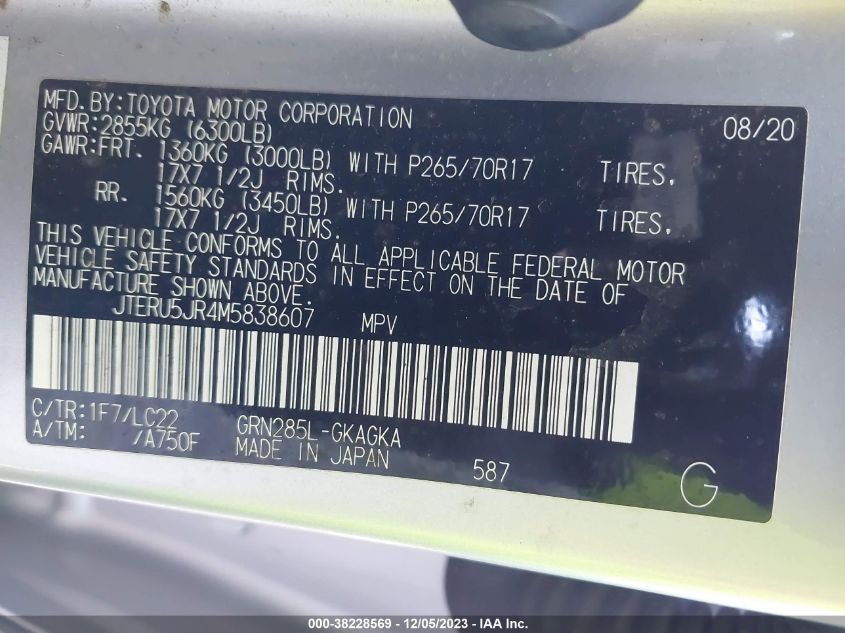 MFD. BY: TOYOTA MOTOR CORPORATION 08/20
GVWR: 2855KG (6300LB)
GAWR: FRT. 1360KG (3000LB) WITH P265/70R17 TIRES.
17X7 1/2J RIMS.
RR. 1560KG (3450LB) WITH P265/70R17 TIRES.
17X7 1/2J RIMS.
THIS VEHICLE CONFORMS TO ALL APPLICABLE FEDERAL MOTOR
VEHICLE SAFETY STANDARDS IN EFFECT ON THE DATE OF
MANUFACTURE SHOWN ABOVE.
JTERU5JR4M5838607 MPV
C/TR: 1F7/LC22 GRN285L-GKAGKA
A/TM: /A750F MADE IN JAPAN 587
G
000-38228569 - 12/05/2023 - IAA Inc.